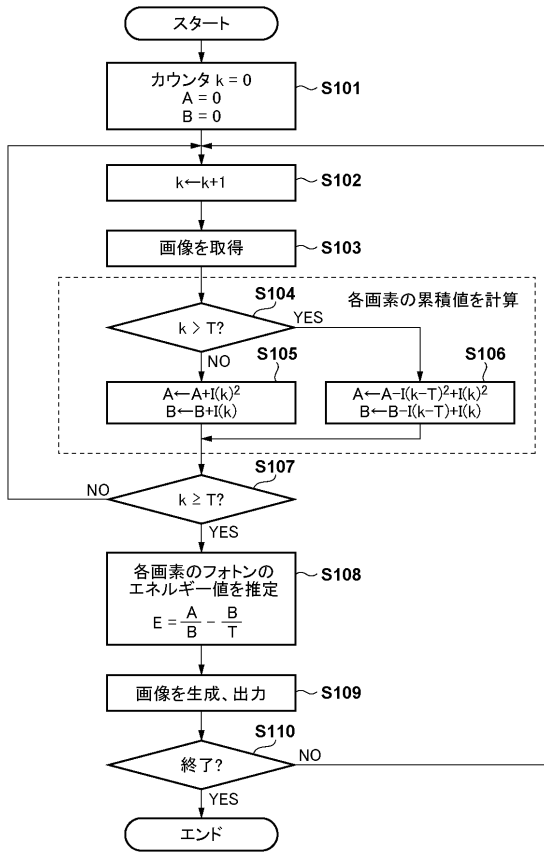 スタート
カウンタ k = 0
A = 0
B = 0
S101
k←k+1
S102
画像を取得
S103
各画素の累積値を計算
S104
k > T?
YES
NO
S105
A←A+I(k)²
B←B+I(k)
S106
A←A−I(k-T)²+I(k)²
B←B−I(k-T)+I(k)
S107
k ≥ T?
NO
YES
各画素のフォトンの
エネルギー値を推定
E = A/B − B/T
S108
画像を生成、出力
S109
S110
終了?
NO
YES
エンド